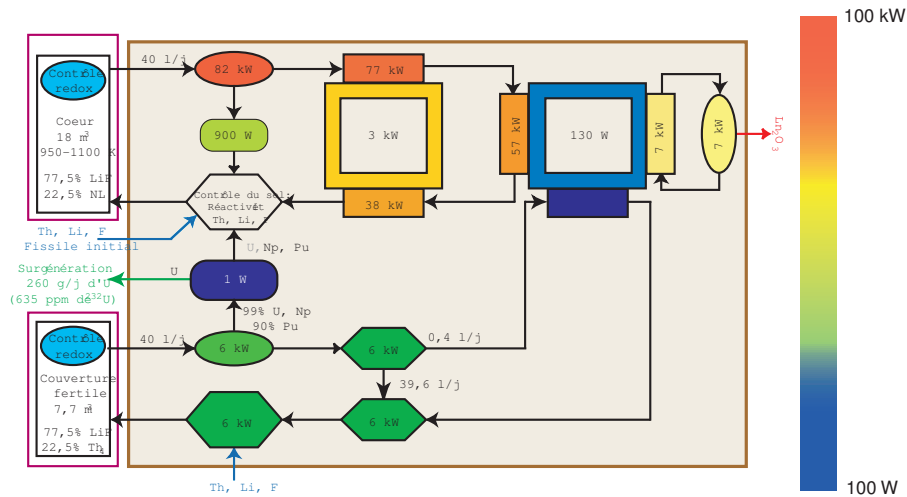 100 kW
40 l/j
Contrôle
redox
82 kW
77 kW
Coeur
18 m³
950-1100 K
77,5% LiF
22,5% NL
900 W
3 kW
57 kW
130 W
7 kW
7 kW
Ln₂O₃
Contrôle du sel:
Réactivité
Th, Li, F
38 kW
Th, Li, F
Fissile initial
U, Np, Pu
Surgénération
260 g/j d'U
(635 ppm de ²³²U)
U
1 W
99% U, Np
90% Pu
Contrôle
redox
40 l/j
6 kW
6 kW
0,4 l/j
Couverture
fertile
7,7 m³
77,5% LiF
22,5% Th
39,6 l/j
6 kW
6 kW
Th, Li, F
100 W